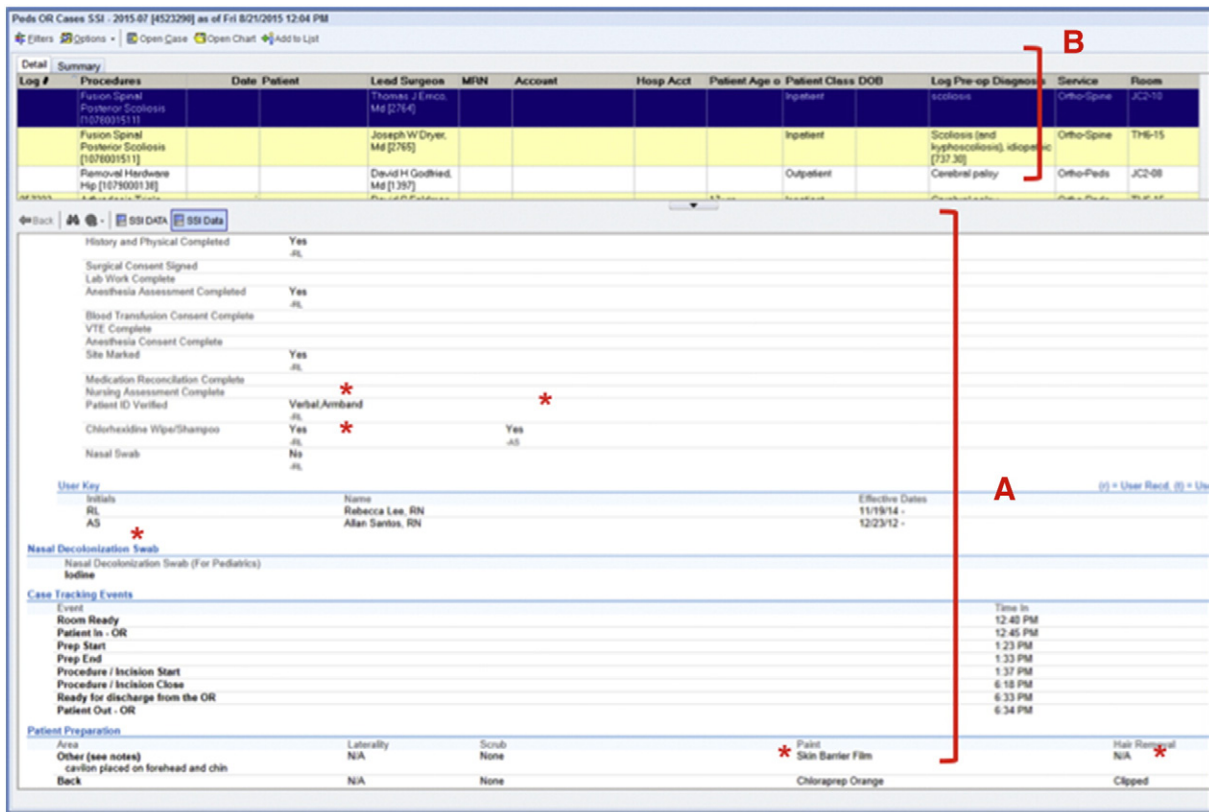 Peds OR Cases SSI - 2015-07 [4523290] as of Fri 8/21/2015 12:04 PM
Filters Options Open Case Open Chart Add to List
B
Detail Summary
Log # Procedures Date Patient Lead Surgeon MRN Account Hosp Acct Patient Age o Patient Class DOB Log Pre-op Diagnosis Service Room
Fusion Spinal Thomas J Inpatient scoliosis Ortho-Spine JC2-10
Posterior Scoliosis Md [2764]
[1078001511]
Fusion Spinal Joseph W Dryer, Inpatient Scoliosis (and Ortho-Spine TH6-15
Posterior Scoliosis Md [2765] kyphoscoliosis), idiopathic
[1078001511] [737.30]
Removal Hardware David H Godfried, Outpatient Cerebral palsy Ortho-Peds JC2-08
Hip [1079000138] Md [1397]
Back SSI DATA SSI Data
History and Physical Completed Yes
-RL
Surgical Consent Signed
Lab Work Complete
Anesthesia Assessment Completed Yes
-RL
Blood Transfusion Consent Complete
VTE Complete
Anesthesia Consent Complete
Site Marked Yes
-RL
Medication Reconcilation Complete
Nursing Assessment Complete *
Patient ID Verified Verbal;Armband *
-RL
Chlorhexidine Wipe/Shampoo Yes * Yes
-RL -AS
Nasal Swab No
-RL
A
User Key (r) = User Recd, (t) = Us
Initials Name Effective Dates
RL Rebecca Lee, RN 11/19/14 -
AS Allan Santos, RN 12/23/12 -
*
Nasal Decolonization Swab
Nasal Decolonization Swab (For Pediatrics)
Iodine
Case Tracking Events
Event Time In
Room Ready 12:40 PM
Patient In - OR 12:45 PM
Prep Start 1:23 PM
Prep End 1:33 PM
Procedure / Incision Start 1:37 PM
Procedure / Incision Close 6:18 PM
Ready for discharge from the OR 6:33 PM
Patient Out - OR 6:34 PM
Patient Preparation
Area Laterality Scrub Paint Hair Removal
Other (see notes) N/A None * Skin Barrier Film N/A *
cavilon placed on forehead and chin
Back N/A None Chloraprep Orange Clipped